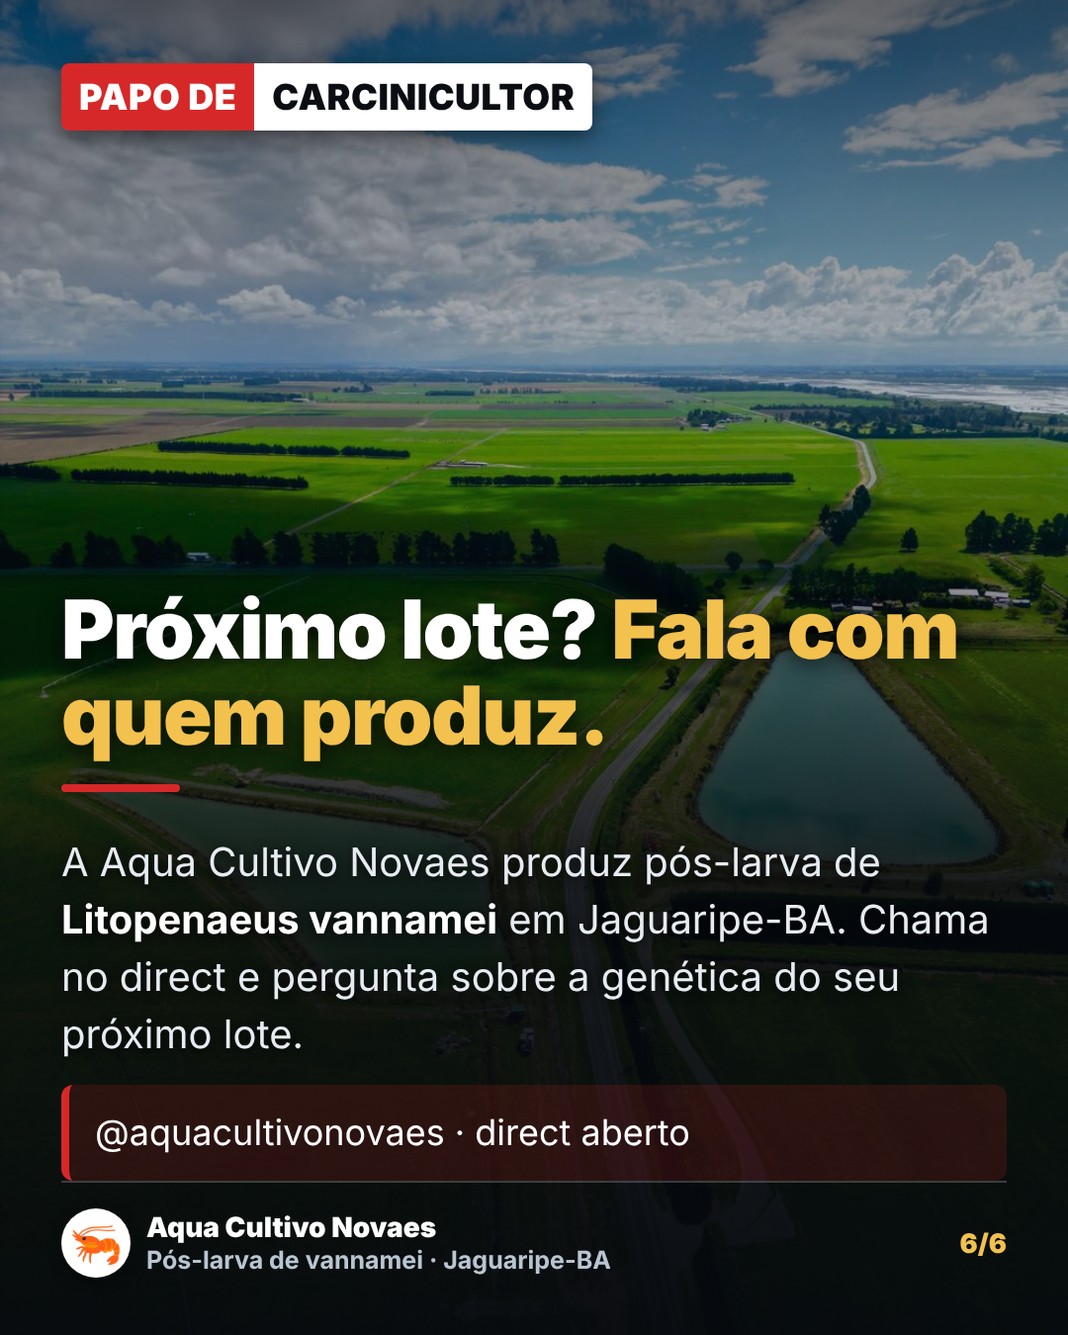 PAPO DE CARCINICULTOR
Próximo lote? Fala com
quem produz.
A Aqua Cultivo Novaes produz pós-larva de
Litopenaeus vannamei em Jaguaripe-BA. Chama
no direct e pergunta sobre a genética do seu
próximo lote.
@aquacultivonovaes · direct aberto
Aqua Cultivo Novaes
Pós-larva de vannamei · Jaguaripe-BA
6/6